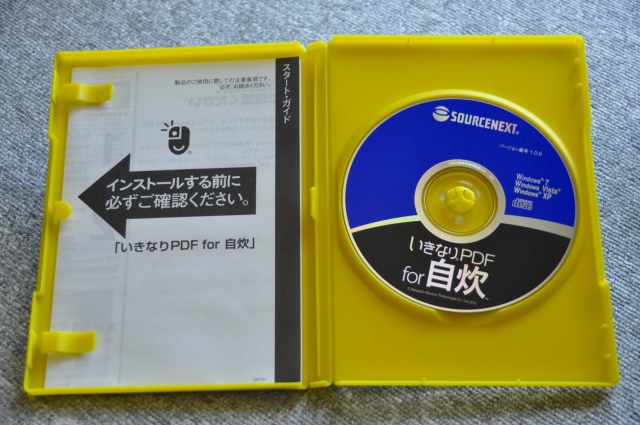 製品のご使用に際しての注意事項です。
必ず、お読みください。
スタート・ガイド
インストールする前に
必ずご確認ください。
「いきなりPDF for 自炊」
SOURCENEXT®
バージョン番号 1.0.0
Windows® 7
Windows Vista®
Windows® XP
いきなりPDF
for 自炊